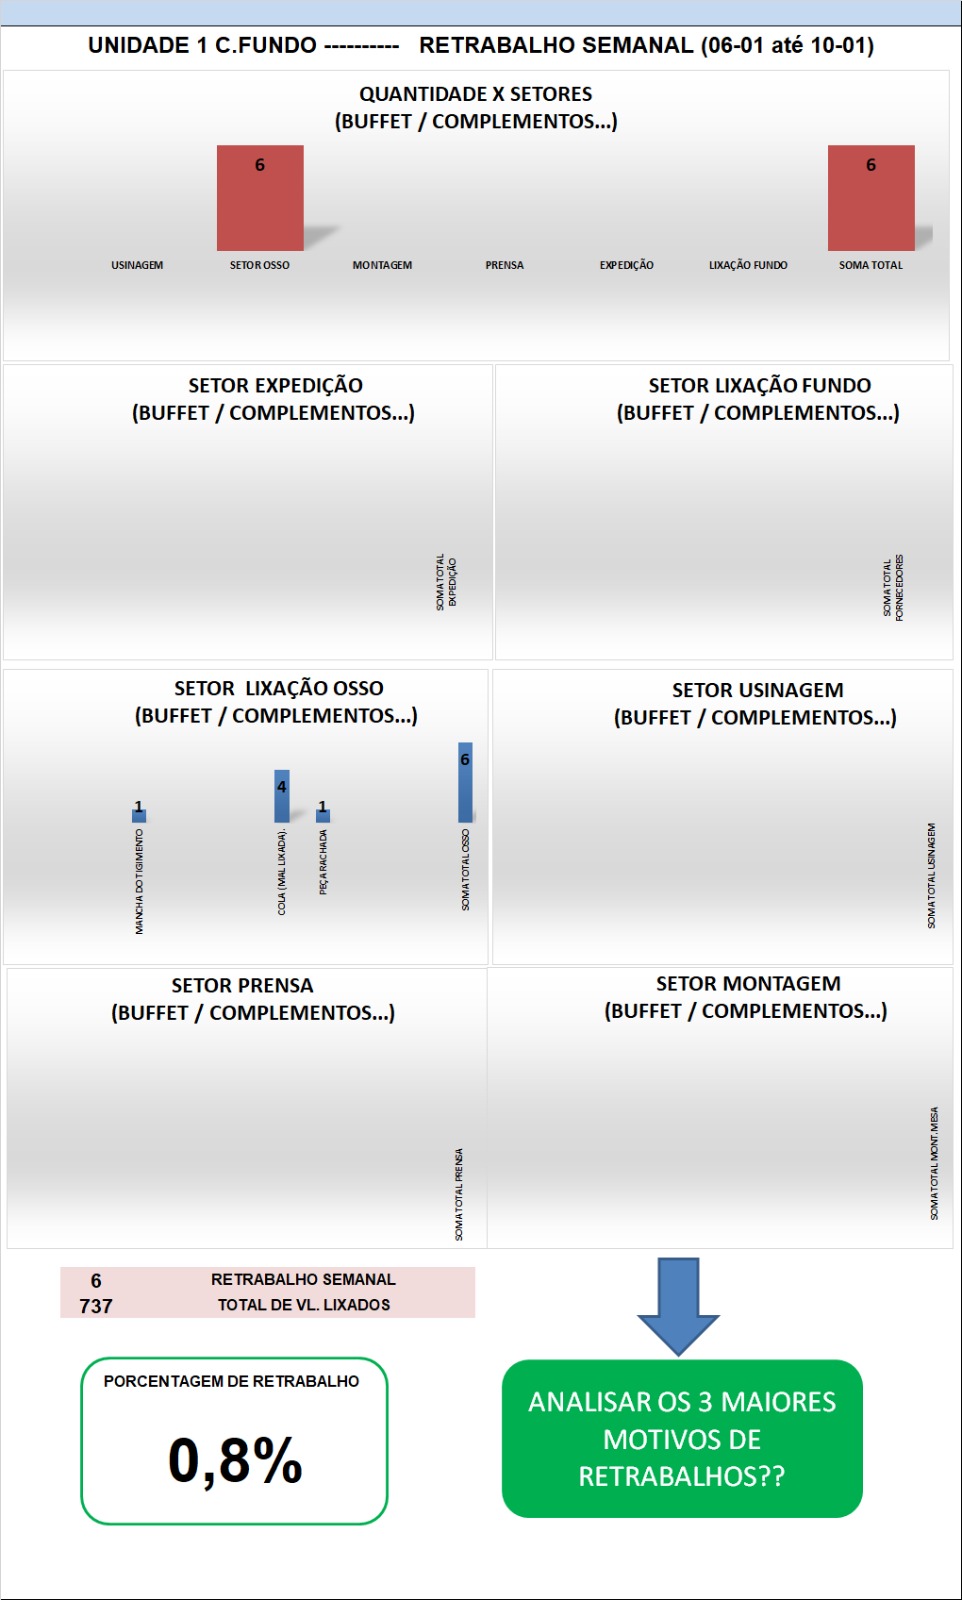 UNIDADE 1 C.FUNDO ---------- RETRABALHO SEMANAL (06-01 até 10-01)
QUANTIDADE X SETORES
(BUFFET / COMPLEMENTOS...)
6
6
USINAGEM
SETOR OSSO
MONTAGEM
PRENSA
EXPEDIÇÃO
LIXAÇÃO FUNDO
SOMA TOTAL
SETOR EXPEDIÇÃO
(BUFFET / COMPLEMENTOS...)
SOMA TOTAL
EXPEDIÇÃO
SETOR LIXAÇÃO FUNDO
(BUFFET / COMPLEMENTOS...)
SOMA TOTAL
FORNECEDORES
SETOR LIXAÇÃO OSSO
(BUFFET / COMPLEMENTOS...)
1
4
1
6
MANCHA DO TIGIMENTO
COLA (MAL LIXADA).
PEÇA RACHADA
SOMA TOTAL OSSO
SETOR USINAGEM
(BUFFET / COMPLEMENTOS...)
SOMA TOTAL USINAGEM
SETOR PRENSA
(BUFFET / COMPLEMENTOS...)
SOMA TOTAL PRENSA
SETOR MONTAGEM
(BUFFET / COMPLEMENTOS...)
SOMA TOTAL MONT.MESA
6 RETRABALHO SEMANAL
737 TOTAL DE VL. LIXADOS
PORCENTAGEM DE RETRABALHO
0,8%
ANALISAR OS 3 MAIORES
MOTIVOS DE
RETRABALHOS??